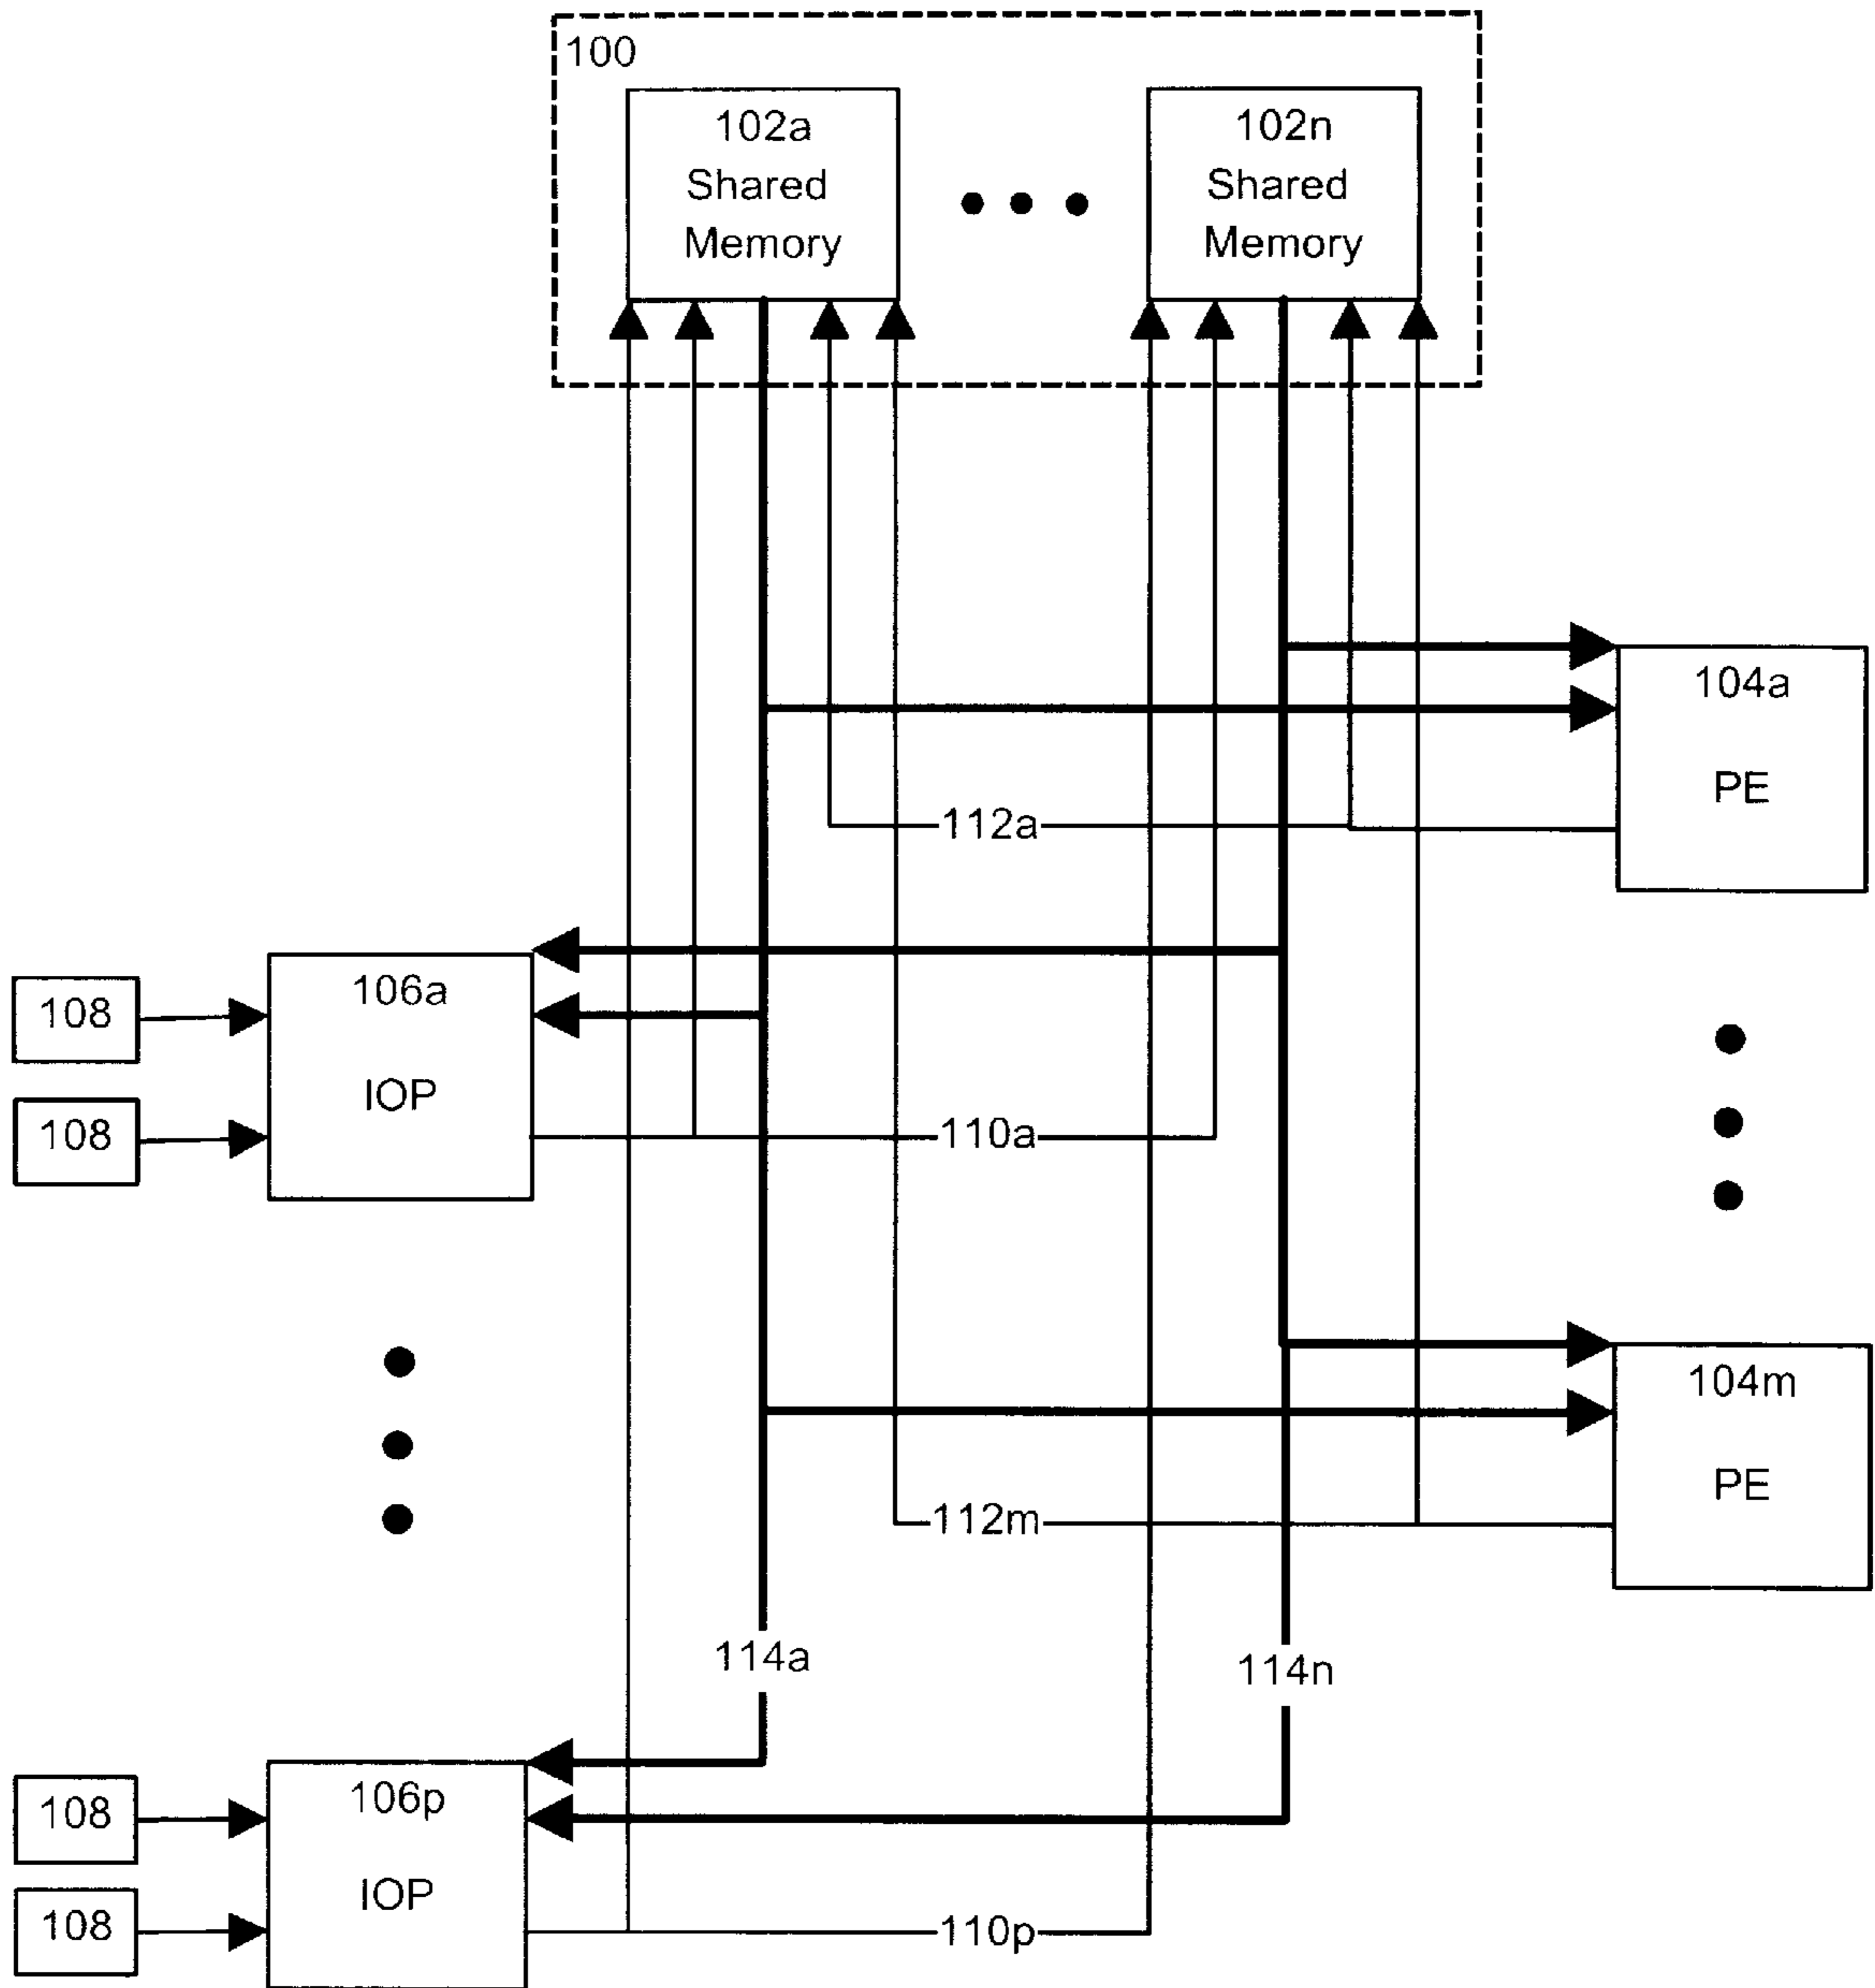 100
102a
Shared
Memory
102n
Shared
Memory
104a
PE
112a
106a
IOP
108
108
110a
104m
PE
112m
114a
114n
106p
IOP
108
108
110p